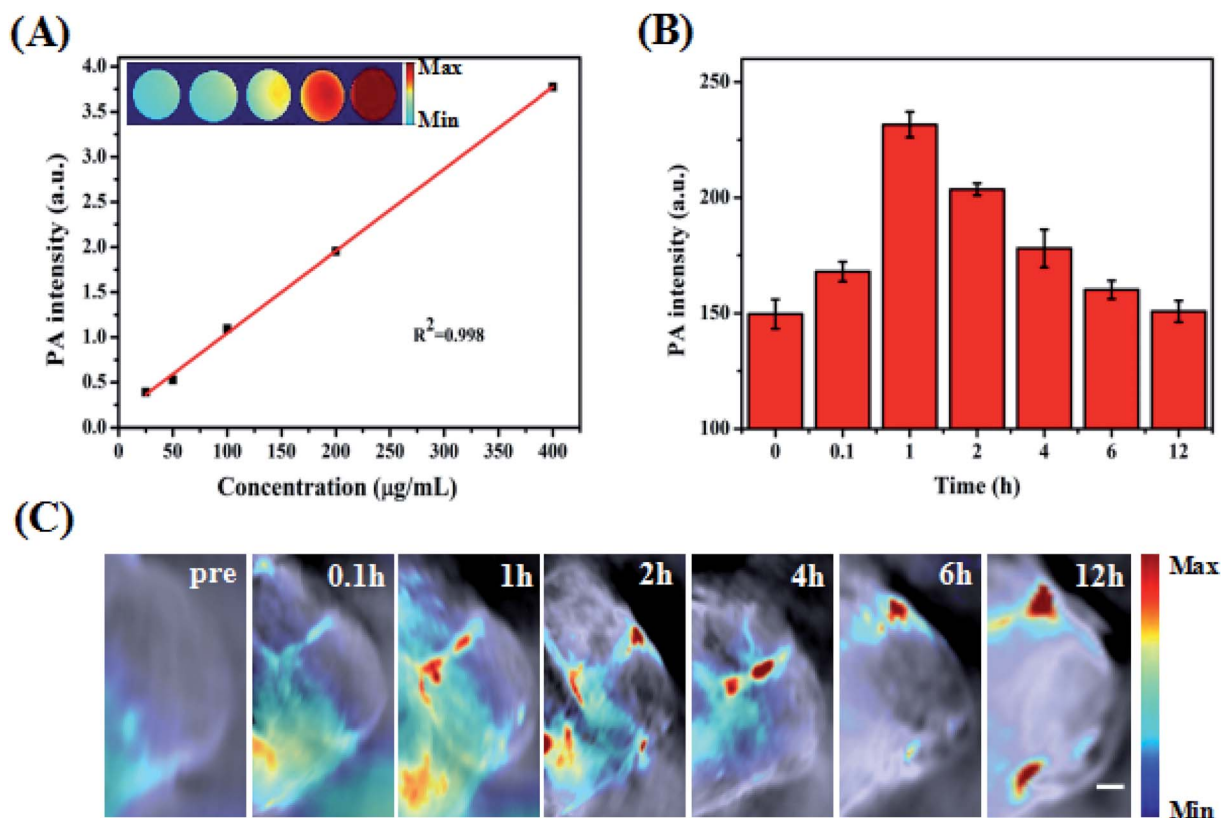 (A)
4.0
3.5
3.0
2.5
2.0
1.5
1.0
0.5
0.0
PA intensity (a.u.)
Max
Min
R²=0.998
0 50 100 150 200 250 300 350 400
Concentration (μg/mL)
(B)
250
200
150
100
PA intensity (a.u.)
0 0.1 1 2 4 6 12
Time (h)
(C)
pre 0.1h 1h 2h 4h 6h 12h
Max
Min